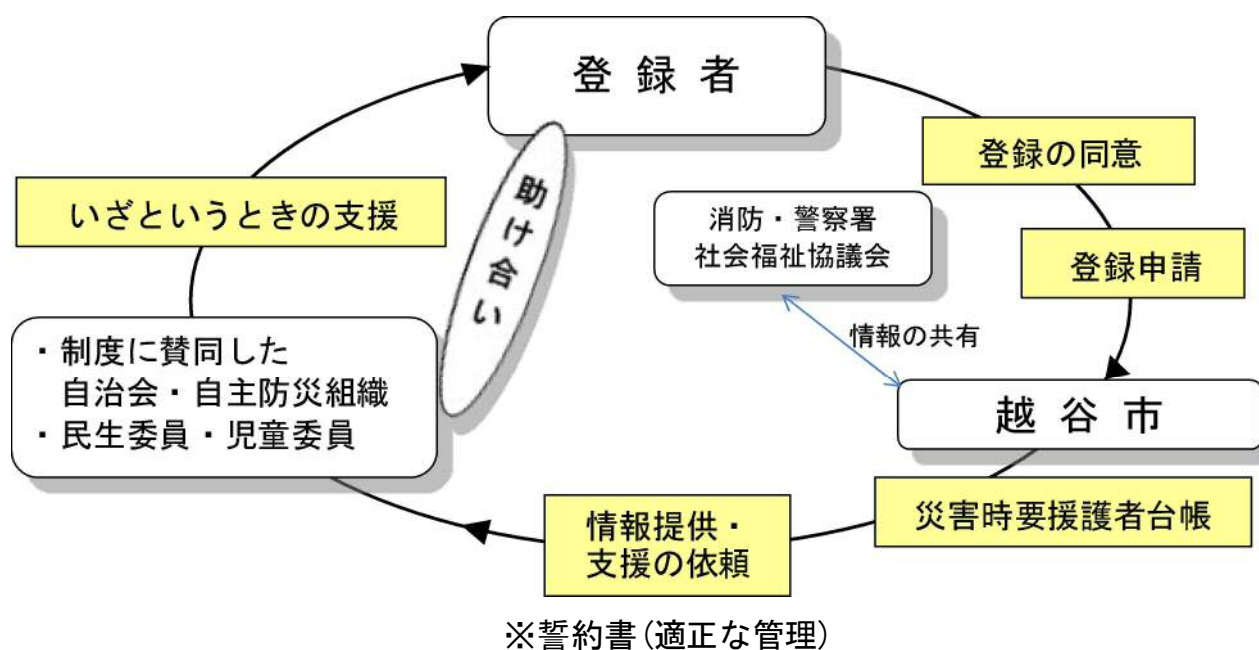 登録者
登録の同意
助け合い
いざというときの支援
消防・警察署
社会福祉協議会
登録申請
情報の共有
・制度に賛同した
自治会・自主防災組織
・民生委員・児童委員
越谷市
災害時要援護者台帳
情報提供・
支援の依頼
※誓約書(適正な管理)